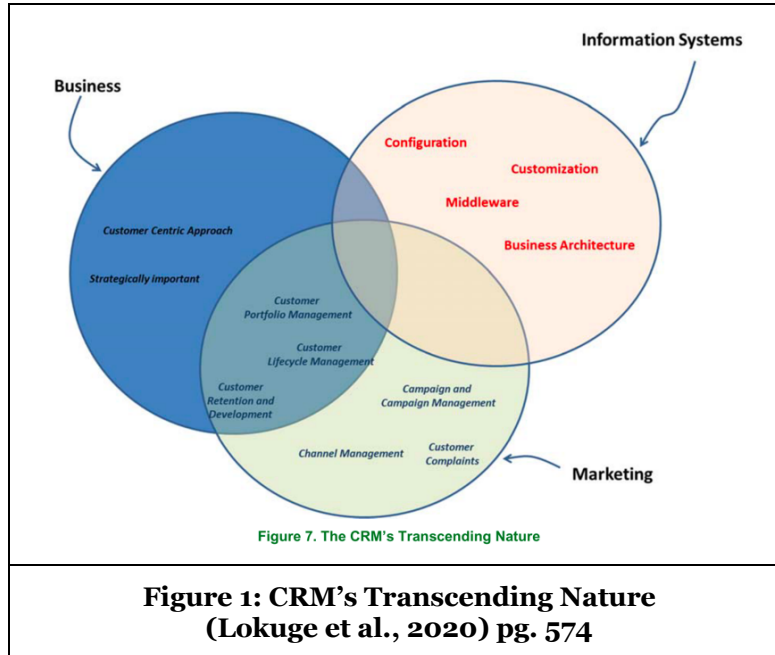 Information Systems
Business
Configuration
Customization
Middleware
Business Architecture
Customer Centric Approach
Strategically important
Customer
Portfolio Management
Customer
Lifecycle Management
Customer
Retention and
Development
Campaign and
Campaign Management
Channel Management
Customer
Complaints
Marketing
Figure 7. The CRM's Transcending Nature
Figure 1: CRM's Transcending Nature
(Lokuge et al., 2020) pg. 574